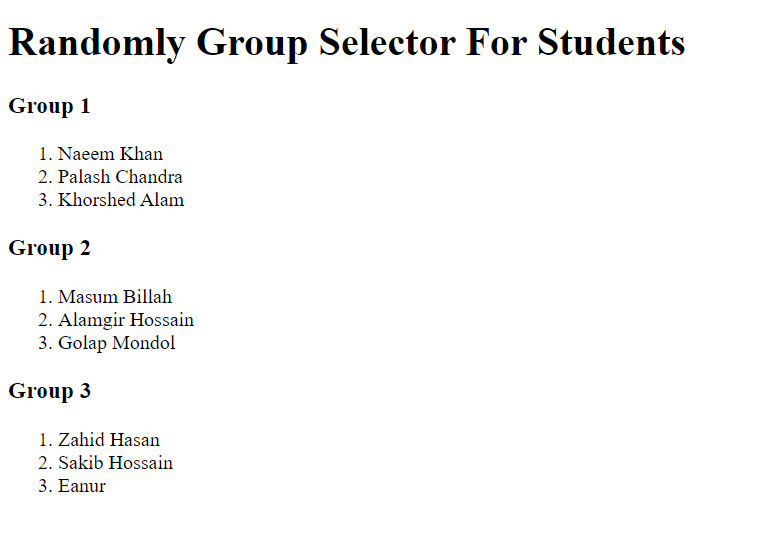 Randomly Group Selector For Students
Group 1
1. Naeem Khan
2. Palash Chandra
3. Khorshed Alam
Group 2
1. Masum Billah
2. Alamgir Hossain
3. Golap Mondol
Group 3
1. Zahid Hasan
2. Sakib Hossain
3. Eanur